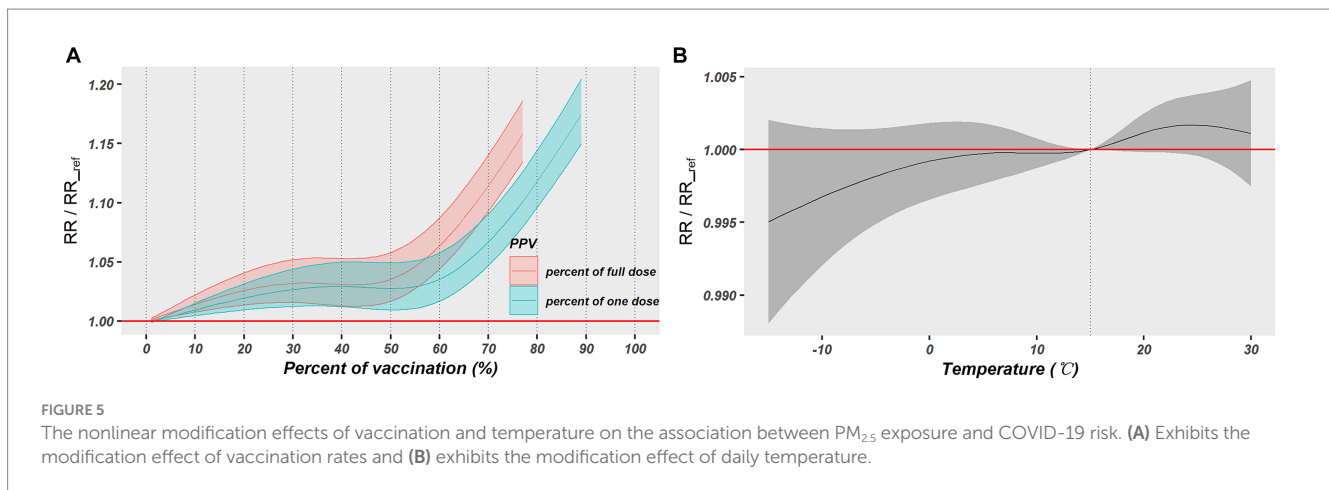 A
RR / RR_ref
1.20
1.15
1.10
1.05
1.00
PPV
percent of full dose
percent of one dose
0 10 20 30 40 50 60 70 80 90 100
Percent of vaccination (%)
B
RR / RR_ref
1.005
1.000
0.995
0.990
-10 0 10 20 30
Temperature (℃)
FIGURE 5
The nonlinear modification effects of vaccination and temperature on the association between PM2.5 exposure and COVID-19 risk. (A) Exhibits the
modification effect of vaccination rates and (B) exhibits the modification effect of daily temperature.